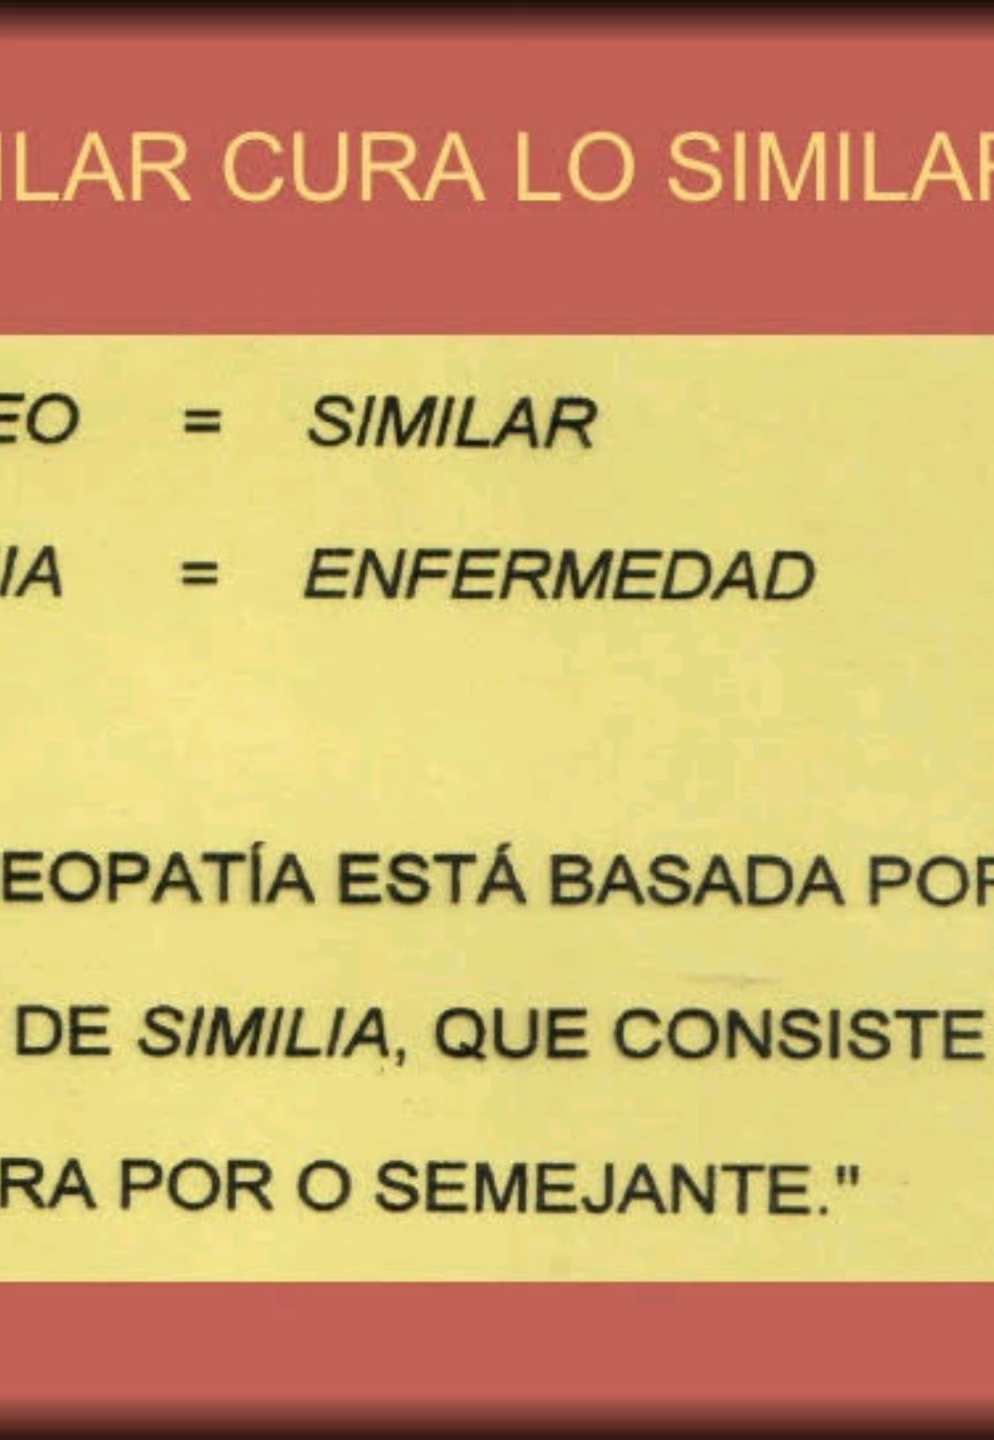 ILAR CURA LO SIMILAR
EO = SIMILAR
IA = ENFERMEDAD
EOPATÍA ESTÁ BASADA POR
DE SIMILIA, QUE CONSISTE
RA POR O SEMEJANTE."